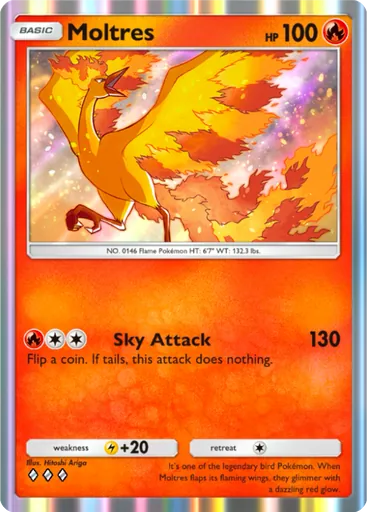 BASIC Moltres HP 100
NO. 0146 Flame Pokémon HT: 6'7" WT: 132.3 lbs.
Sky Attack 130
Flip a coin. If tails, this attack does nothing.
weakness +20 retreat
Illus. Hitoshi Ariga
It's one of the legendary bird Pokémon. When
Moltres flaps its flaming wings, they glimmer with
a dazzling red glow.